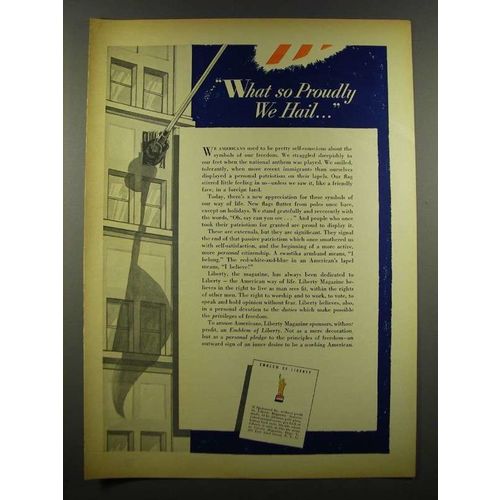 "What so Proudly
We Hail..."
WE AMERICANS used to be pretty self-conscious about the
symbols of our freedom. We straggled sheepishly to
our feet when the national anthem was played. We smiled,
tolerantly, when more recent immigrants than ourselves
displayed a personal patriotism on their lapels. Our flag
stirred little feeling in us—unless we saw it, like a friendly
face, in a foreign land.
Today, there's a new appreciation for these symbols of
our way of life. New flags flutter from poles once bare,
except on holidays. We stand gratefully and reverently with
the words, "Oh, say can you see . . ." And people who once
took their patriotism for granted are proud to display it.
These are externals, but they are significant. They signal
the end of that passive patriotism which once smothered us
with self-satisfaction, and the beginning of a more active,
more personal citizenship. A swastika armband means, "I
belong." The red-white-and-blue in an American's lapel
means, "I believe!"
Liberty, the magazine, has always been dedicated to
Liberty — the American way of life. Liberty Magazine be-
lieves in the right to live as man sees fit, within the rights
of other men. The right to worship and to work, to vote, to
speak and hold opinion without fear. Liberty believes, also,
in a personal devotion to the duties which make possible
the privileges of freedom.
To arouse Americans, Liberty Magazine sponsors, without
profit, an Emblem of Liberty. Not as a mere decoration,
but as a personal pledge to the principles of freedom—an
outward sign of an inner desire to be a working American.
EMBLEM OF LIBERTY